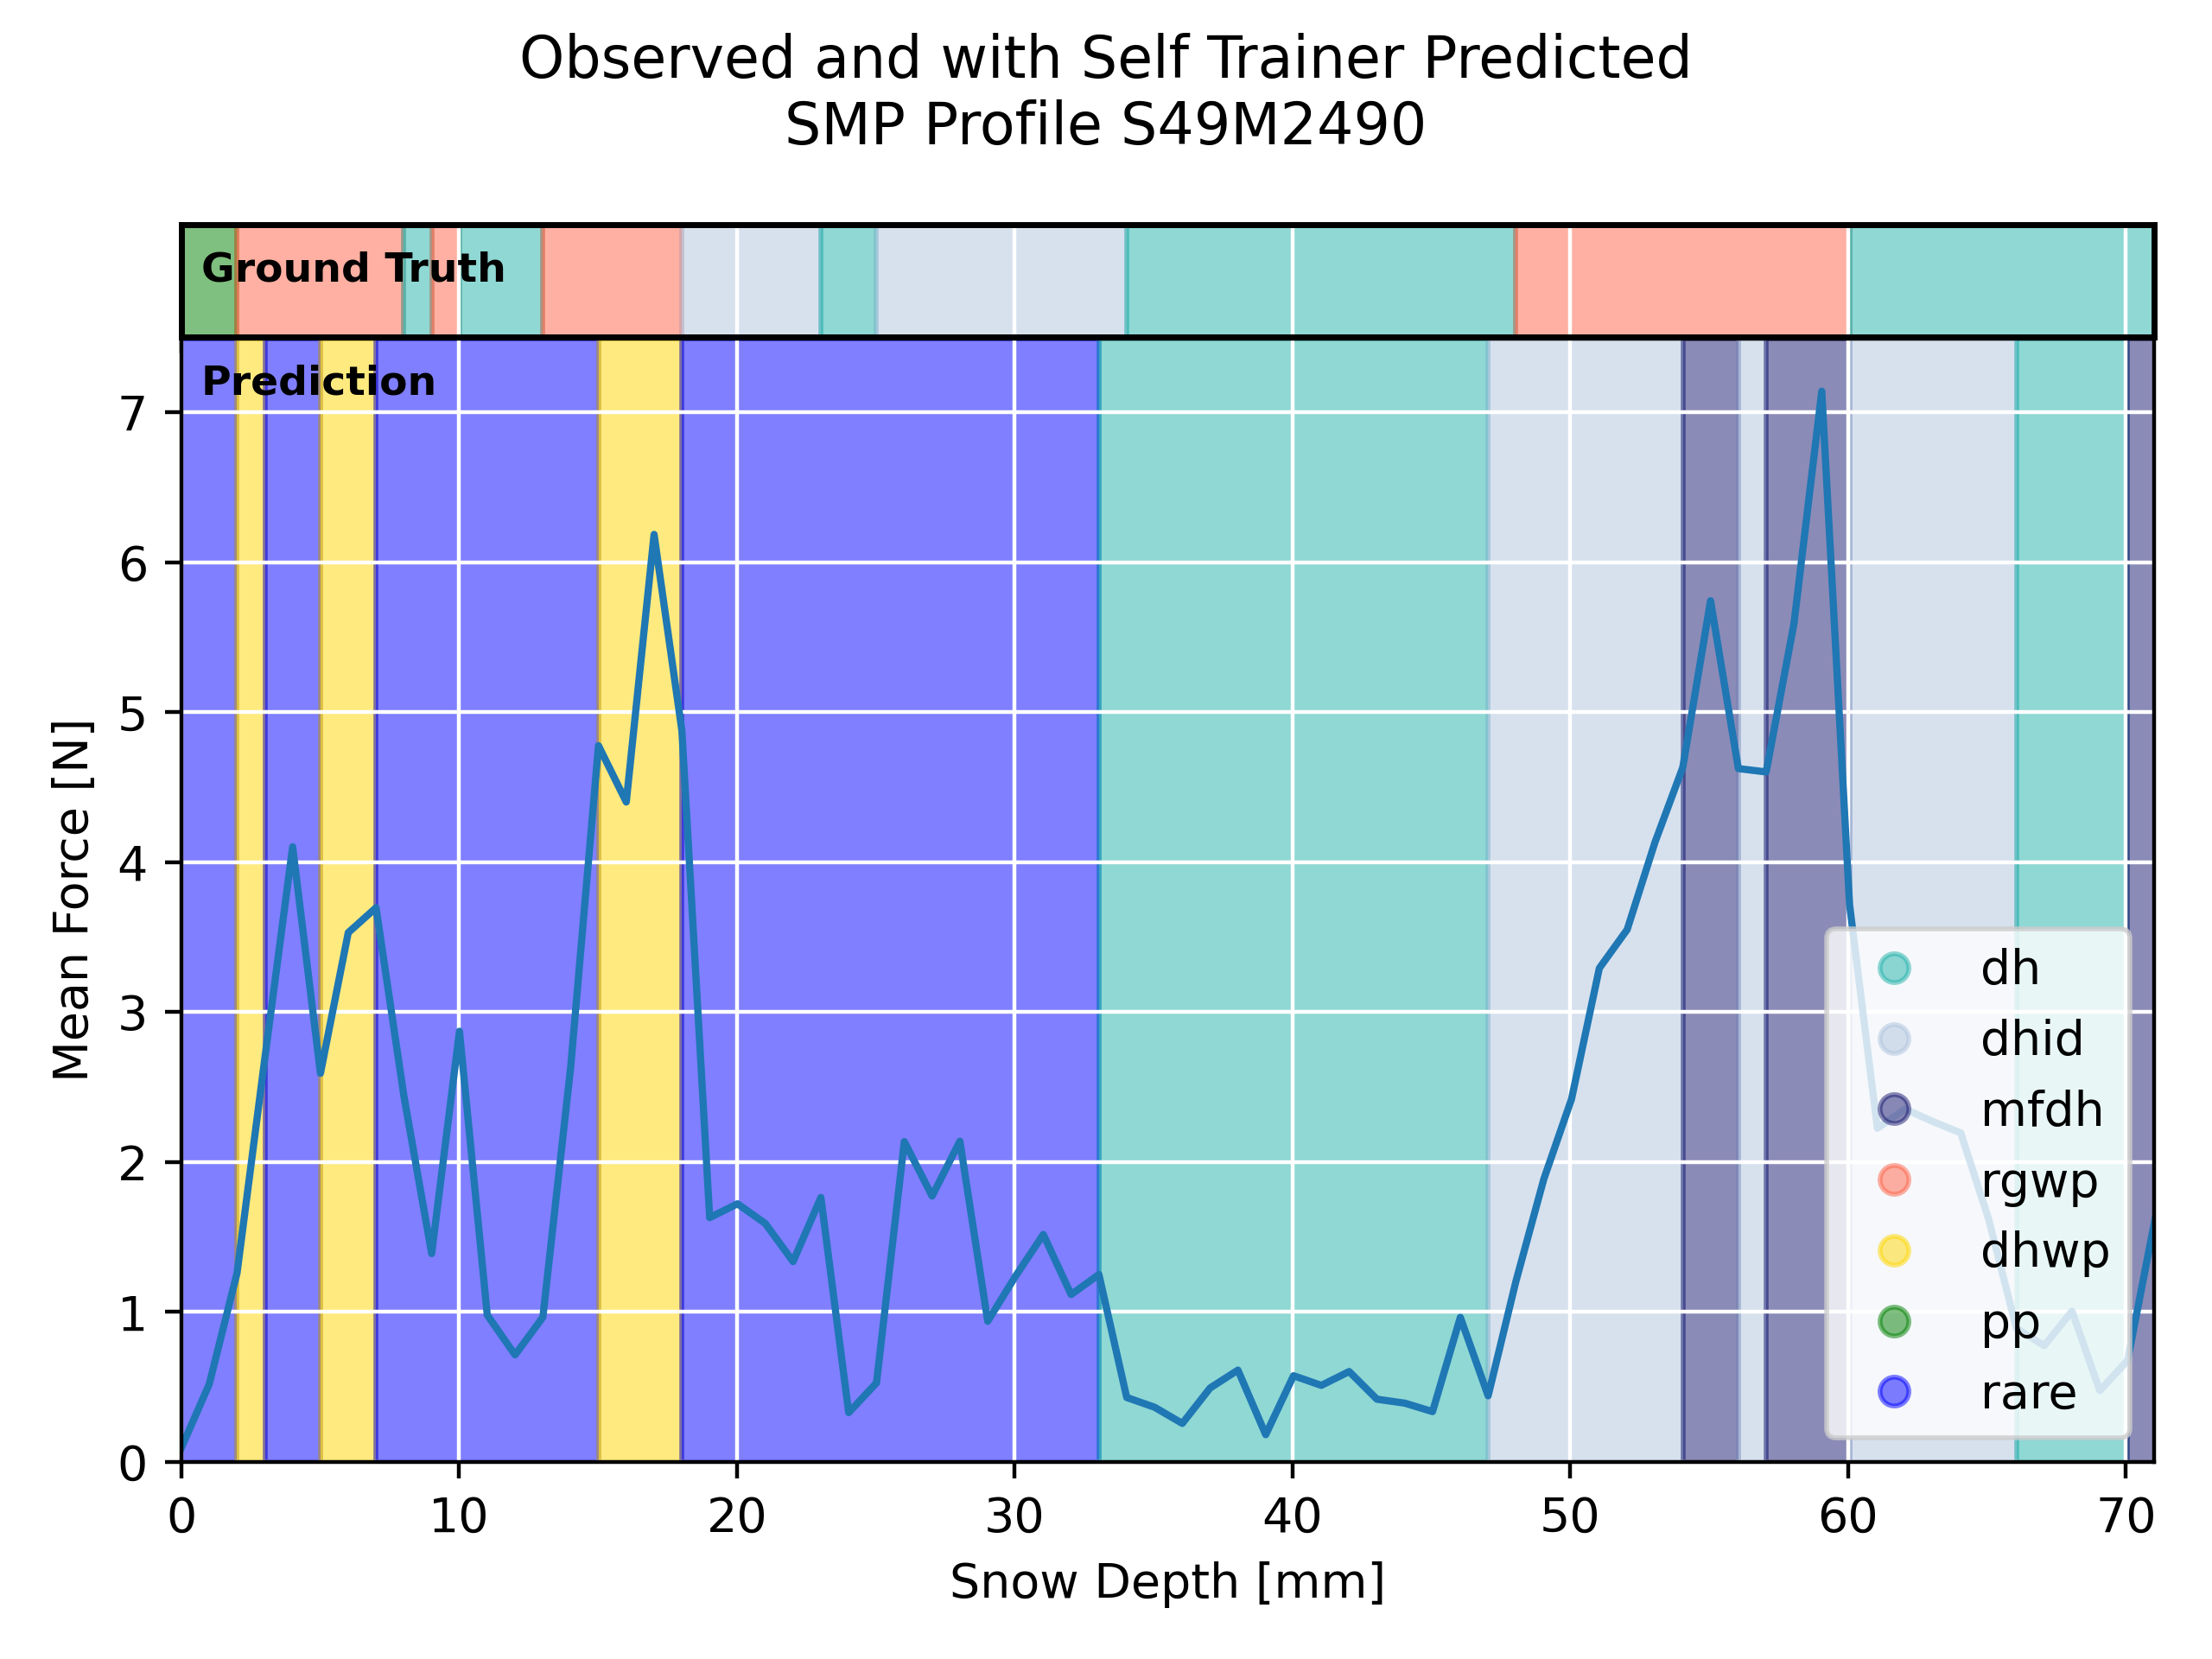 Observed and with Self Trainer Predicted
SMP Profile S49M2490
Ground Truth
Prediction
7
6
5
4
3
2
1
0
Mean Force [N]
dh
dhid
mfdh
rgwp
dhwp
pp
rare
0 10 20 30 40 50 60 70
Snow Depth [mm]